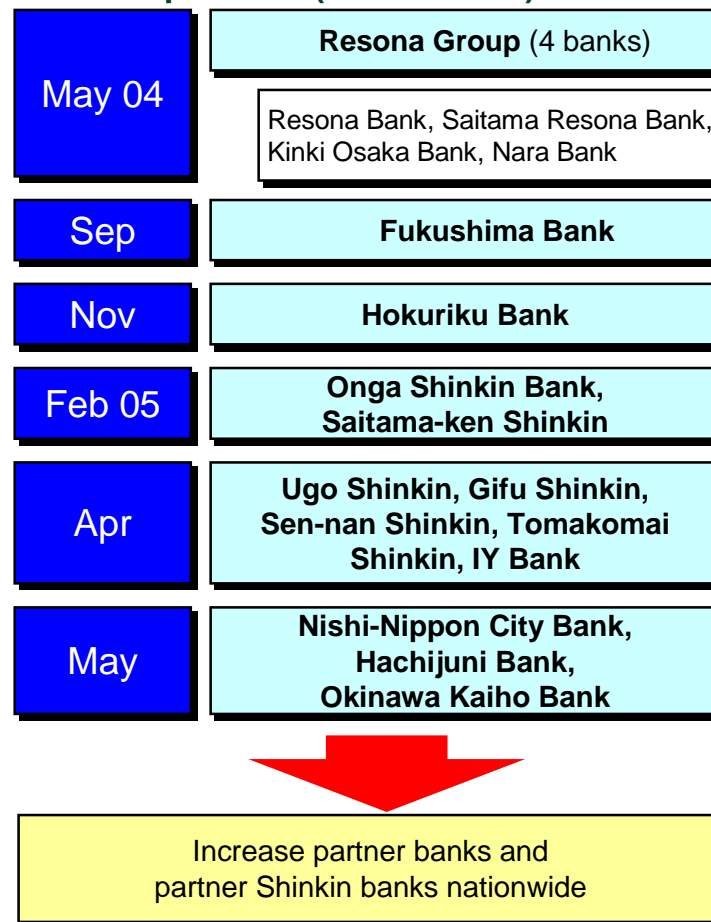 May 04
Resona Group (4 banks)
Resona Bank, Saitama Resona Bank,
Kinki Osaka Bank, Nara Bank
Sep
Fukushima Bank
Nov
Hokuriku Bank
Feb 05
Onga Shinkin Bank,
Saitama-ken Shinkin
Apr
Ugo Shinkin, Gifu Shinkin,
Sen-nan Shinkin, Tomakomai
Shinkin, IY Bank
May
Nishi-Nippon City Bank,
Hachijuni Bank,
Okinawa Kaiho Bank
Increase partner banks and
partner Shinkin banks nationwide